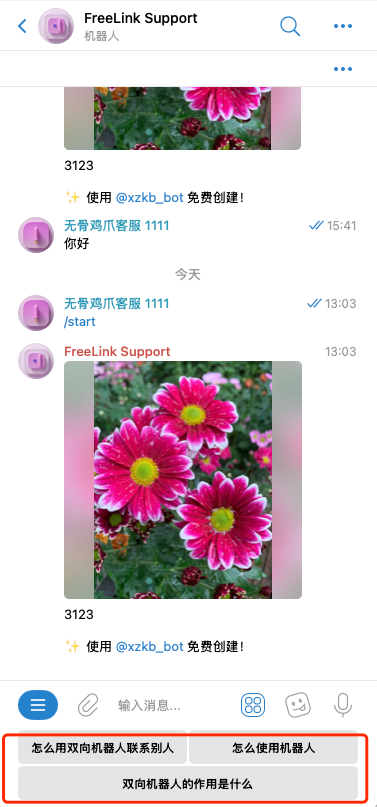 FreeLink Support
机器人
3123
✨ 使用 @xzkb_bot 免费创建!
无骨鸡爪客服 1111 15:41
你好
今天
无骨鸡爪客服 1111 13:03
/start
FreeLink Support 13:03
3123
✨ 使用 @xzkb_bot 免费创建!
输入消息...
怎么用双向机器人联系别人 怎么使用机器人
双向机器人的作用是什么